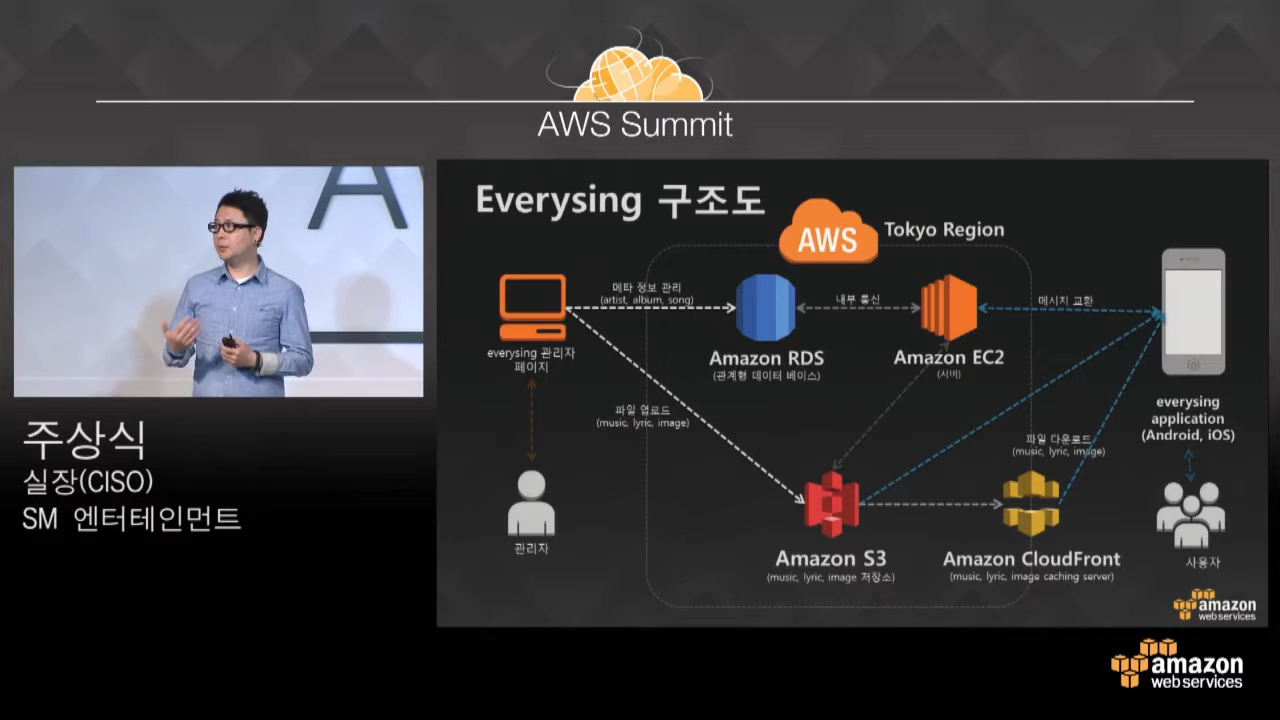 AWS Summit
A
Everysing 구조도
AWS
Tokyo Region
메타 정보 관리
(artist, album, song)
내부 통신
메시지 교환
everysing 관리자
페이지
Amazon RDS
(관계형 데이터 베이스)
Amazon EC2
(서버)
everysing
application
(Android, iOS)
파일 업로드
(music, lyric, image)
파일 다운로드
(music, lyric, image)
관리자
Amazon S3
(music, lyric, image 저장소)
Amazon CloudFront
(music, lyric, image caching server)
사용자
amazon
web services
주상식
실장(CISO)
SM 엔터테인먼트
amazon
web services